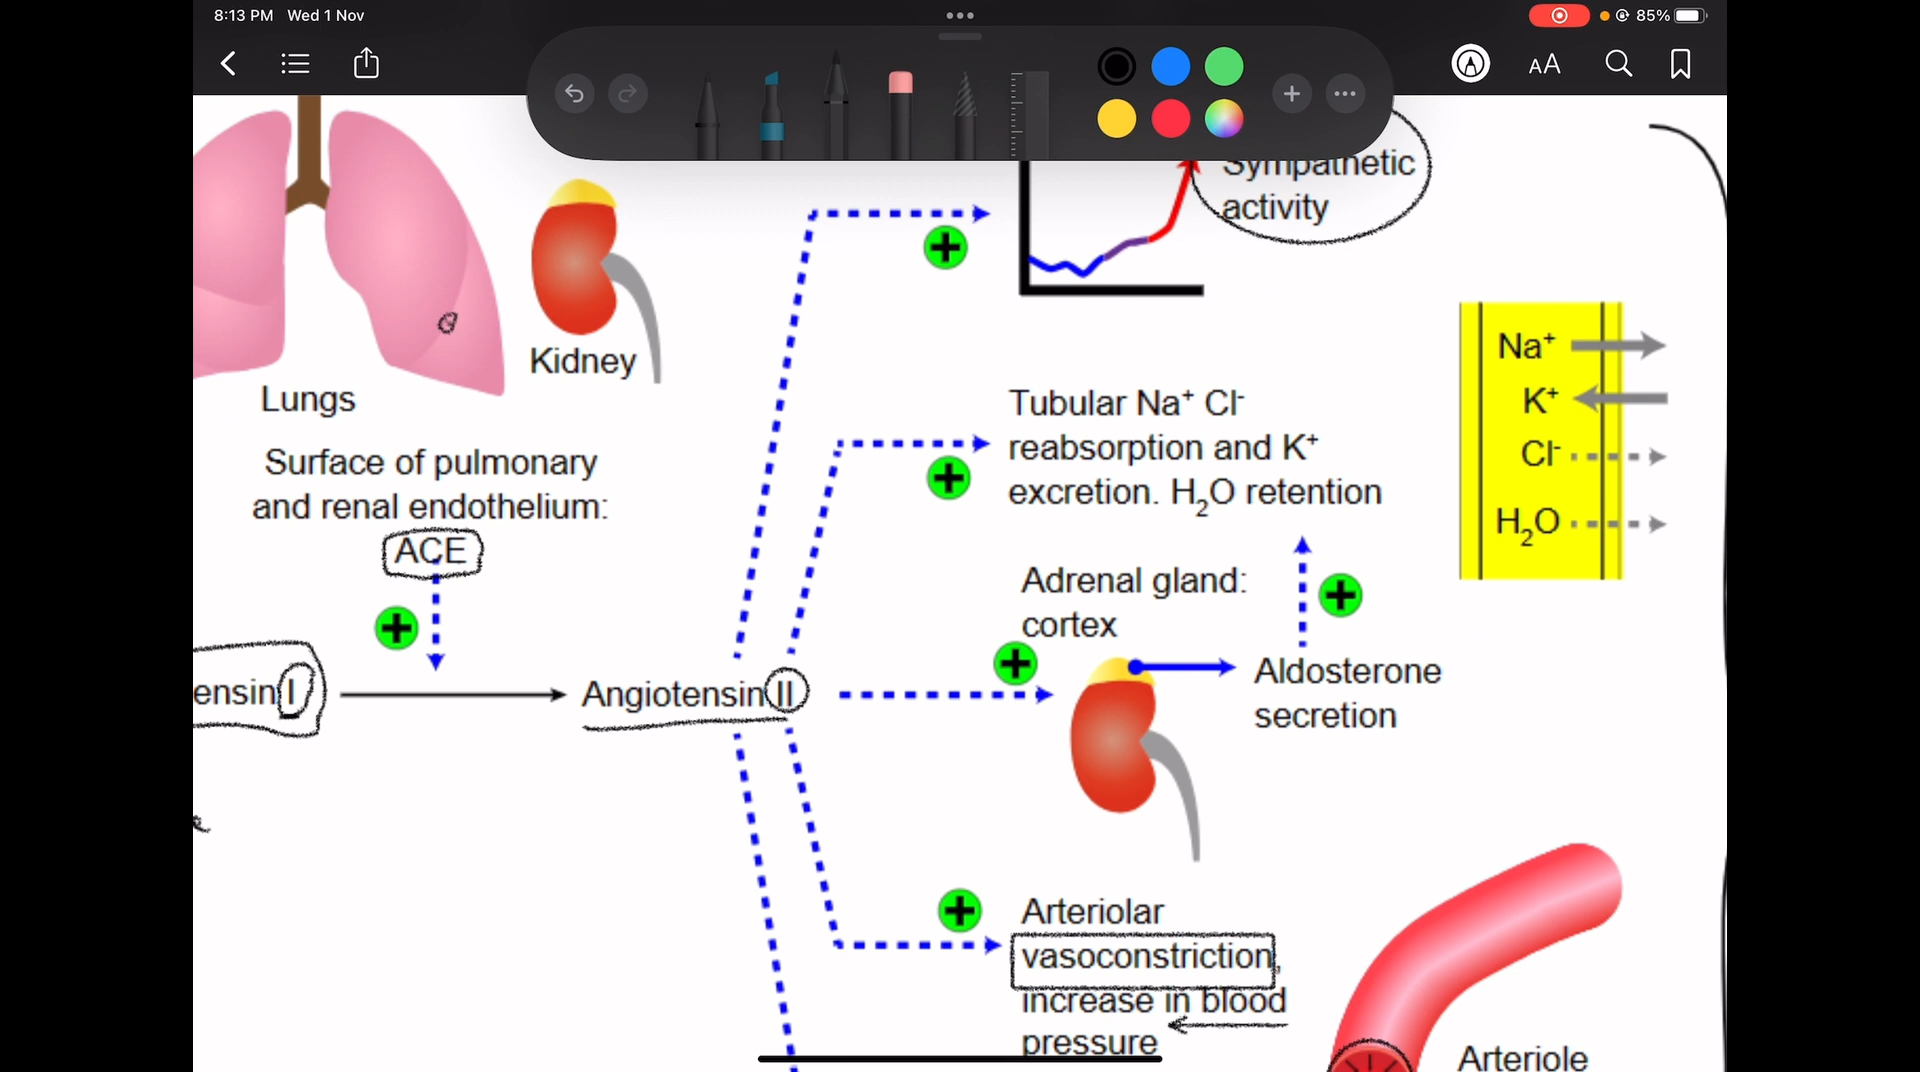 8:13 PM Wed 1 Nov
85%
AA
Sympathetic
activity
Kidney
Lungs
Surface of pulmonary
and renal endothelium:
ACE
ensin I
Angiotensin II
Tubular Na⁺ Cl⁻
reabsorption and K⁺
excretion. H₂O retention
Adrenal gland:
cortex
Aldosterone
secretion
Arteriolar
vasoconstriction,
increase in blood
pressure
Na⁺
K⁺
Cl⁻
H₂O
Arteriole